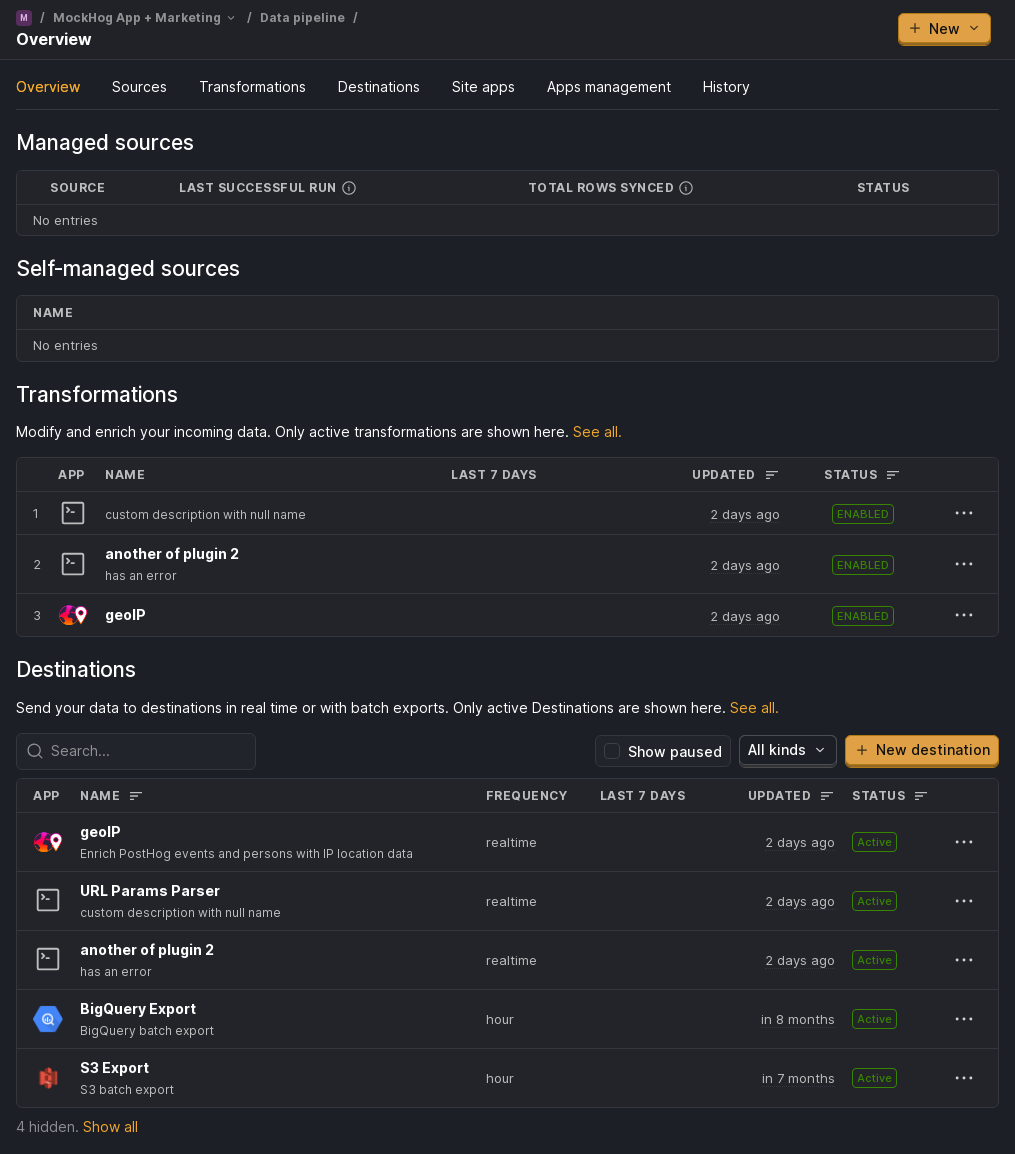 M / MockHog App + Marketing / Data pipeline /
Overview
New
Overview Sources Transformations Destinations Site apps Apps management History
Managed sources
SOURCE LAST SUCCESSFUL RUN TOTAL ROWS SYNCED STATUS
No entries
Self-managed sources
NAME
No entries
Transformations
Modify and enrich your incoming data. Only active transformations are shown here. See all.
APP NAME LAST 7 DAYS UPDATED STATUS
1 custom description with null name 2 days ago ENABLED
another of plugin 2
2 2 days ago ENABLED
has an error
3 geoIP 2 days ago ENABLED
Destinations
Send your data to destinations in real time or with batch exports. Only active Destinations are shown here. See all.
Search... Show paused All kinds New destination
APP NAME FREQUENCY LAST 7 DAYS UPDATED STATUS
geoIP
realtime 2 days ago Active
Enrich PostHog events and persons with IP location data
URL Params Parser
realtime 2 days ago Active
custom description with null name
another of plugin 2
realtime 2 days ago Active
has an error
BigQuery Export
hour in 8 months Active
BigQuery batch export
S3 Export
hour in 7 months Active
S3 batch export
4 hidden. Show all